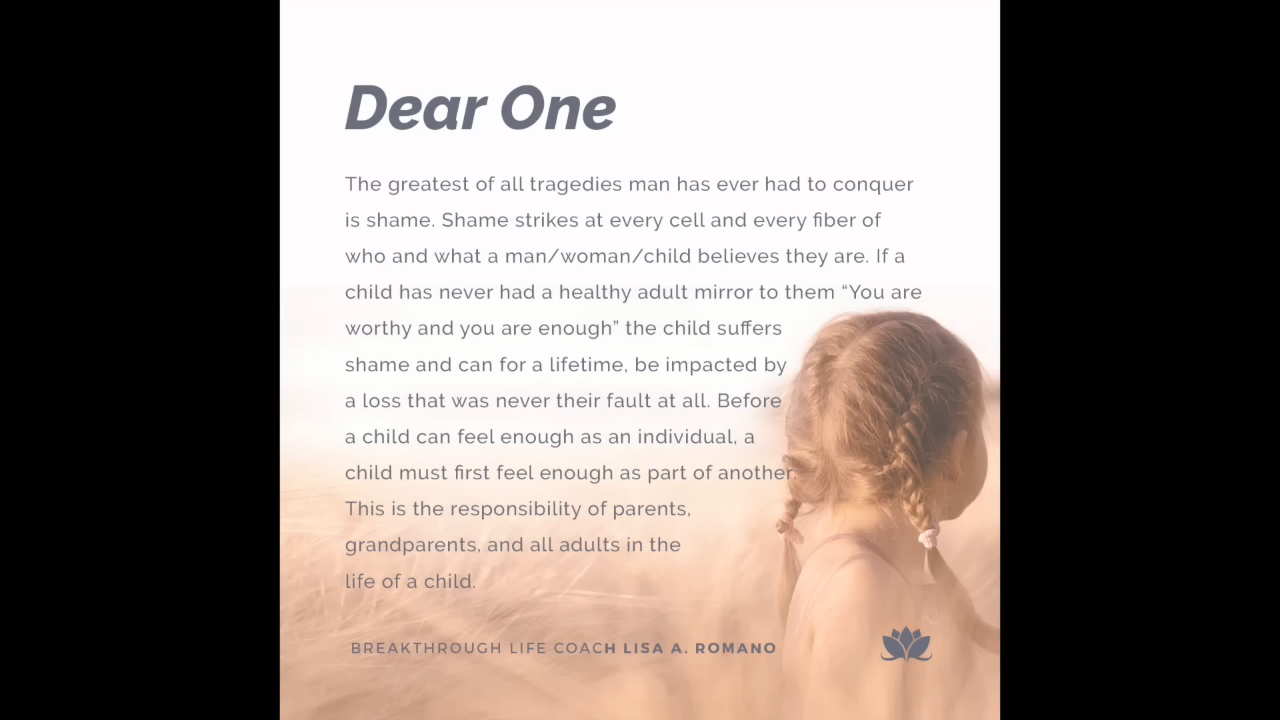 Dear One
The greatest of all tragedies man has ever had to conquer
is shame. Shame strikes at every cell and every fiber of
who and what a man/woman/child believes they are. If a
child has never had a healthy adult mirror to them “You are
worthy and you are enough” the child suffers
shame and can for a lifetime, be impacted by
a loss that was never their fault at all. Before
a child can feel enough as an individual, a
child must first feel enough as part of another.
This is the responsibility of parents,
grandparents, and all adults in the
life of a child.
BREAKTHROUGH LIFE COACH LISA A. ROMANO